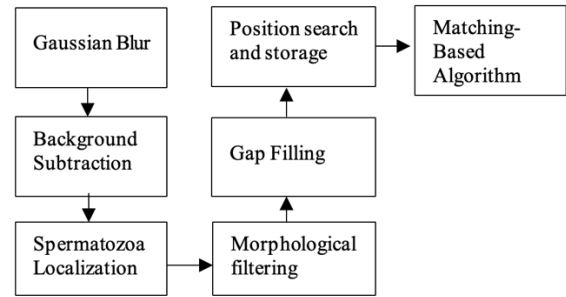 Gaussian Blur
Background
Subtraction
Spermatozoa
Localization
Morphological
filtering
Gap Filling
Position search
and storage
Matching-
Based
Algorithm